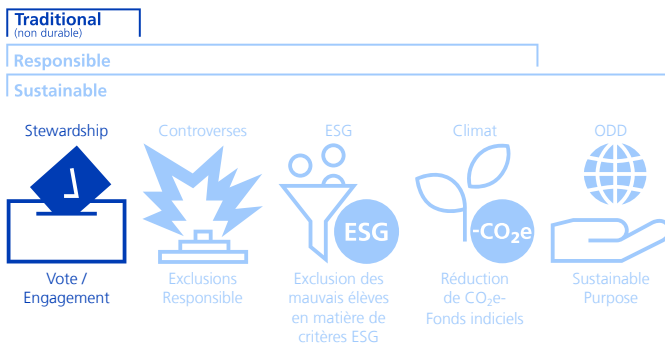 Traditional
(non durable)
Responsible
Sustainable
Stewardship
Controverses
ESG
Climat
ODD
ESG
-CO₂e
Vote /
Engagement
Exclusions
Responsible
Exclusion des
mauvais élèves
en matière de
critères ESG
Réduction
de CO₂e-
Fonds indiciels
Sustainable
Purpose